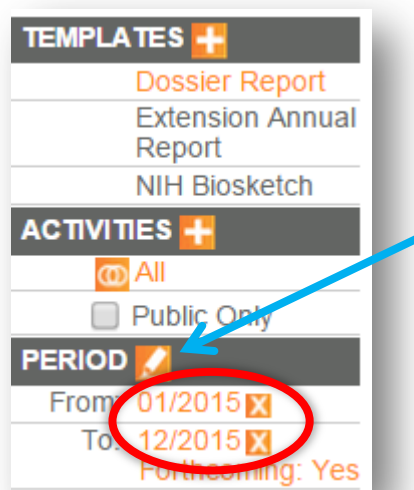 TEMPLATES
Dossier Report
Extension Annual
Report
NIH Biosketch
ACTIVITIES
All
Public Only
PERIOD
From: 01/2015 X
To: 12/2015 X
Forthcoming: Yes